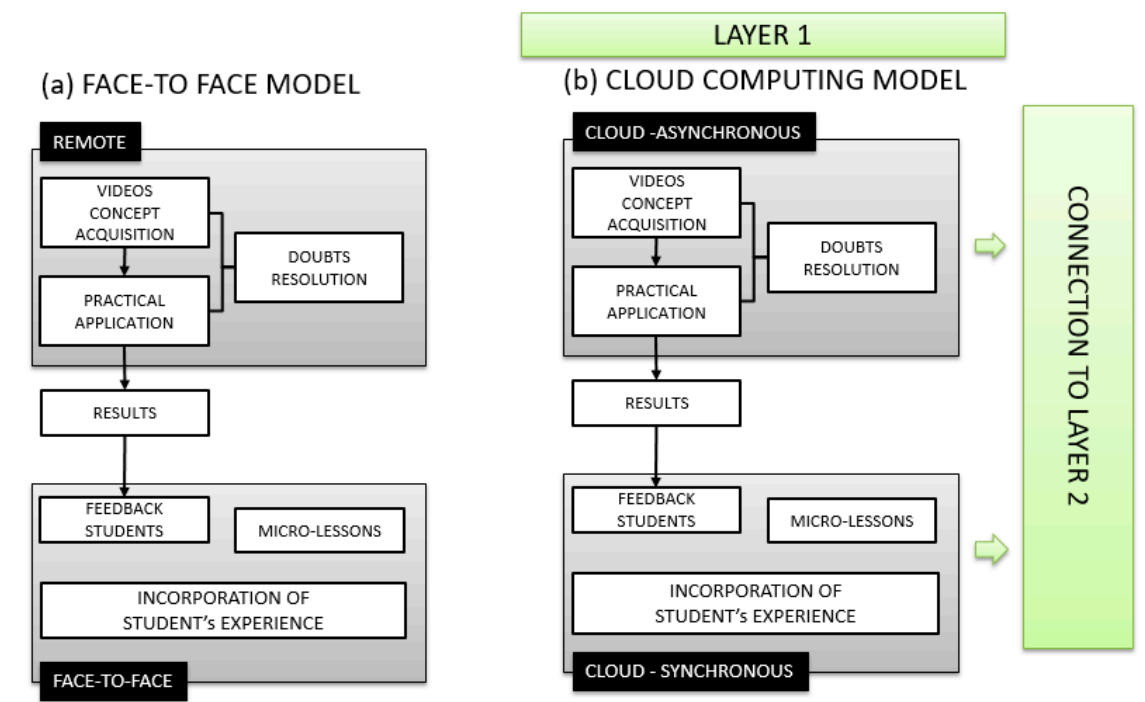 LAYER 1
(a) FACE-TO FACE MODEL
REMOTE
VIDEOS
CONCEPT
ACQUISITION
DOUBTS
RESOLUTION
PRACTICAL
APPLICATION
RESULTS
FEEDBACK
STUDENTS
MICRO-LESSONS
INCORPORATION OF
STUDENT's EXPERIENCE
FACE-TO-FACE
(b) CLOUD COMPUTING MODEL
CLOUD -ASYNCHRONOUS
VIDEOS
CONCEPT
ACQUISITION
DOUBTS
RESOLUTION
PRACTICAL
APPLICATION
RESULTS
FEEDBACK
STUDENTS
MICRO-LESSONS
INCORPORATION OF
STUDENT's EXPERIENCE
CLOUD - SYNCHRONOUS
CONNECTION TO LAYER 2